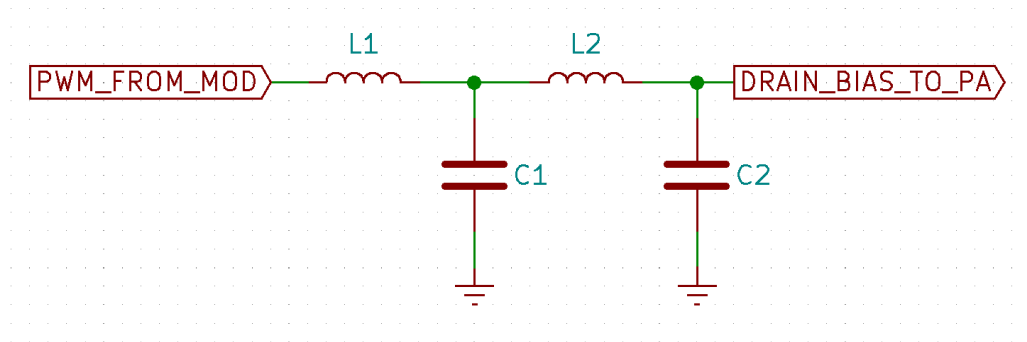 L1
L2
PWM_FROM_MOD
DRAIN_BIAS_TO_PA
C1
C2